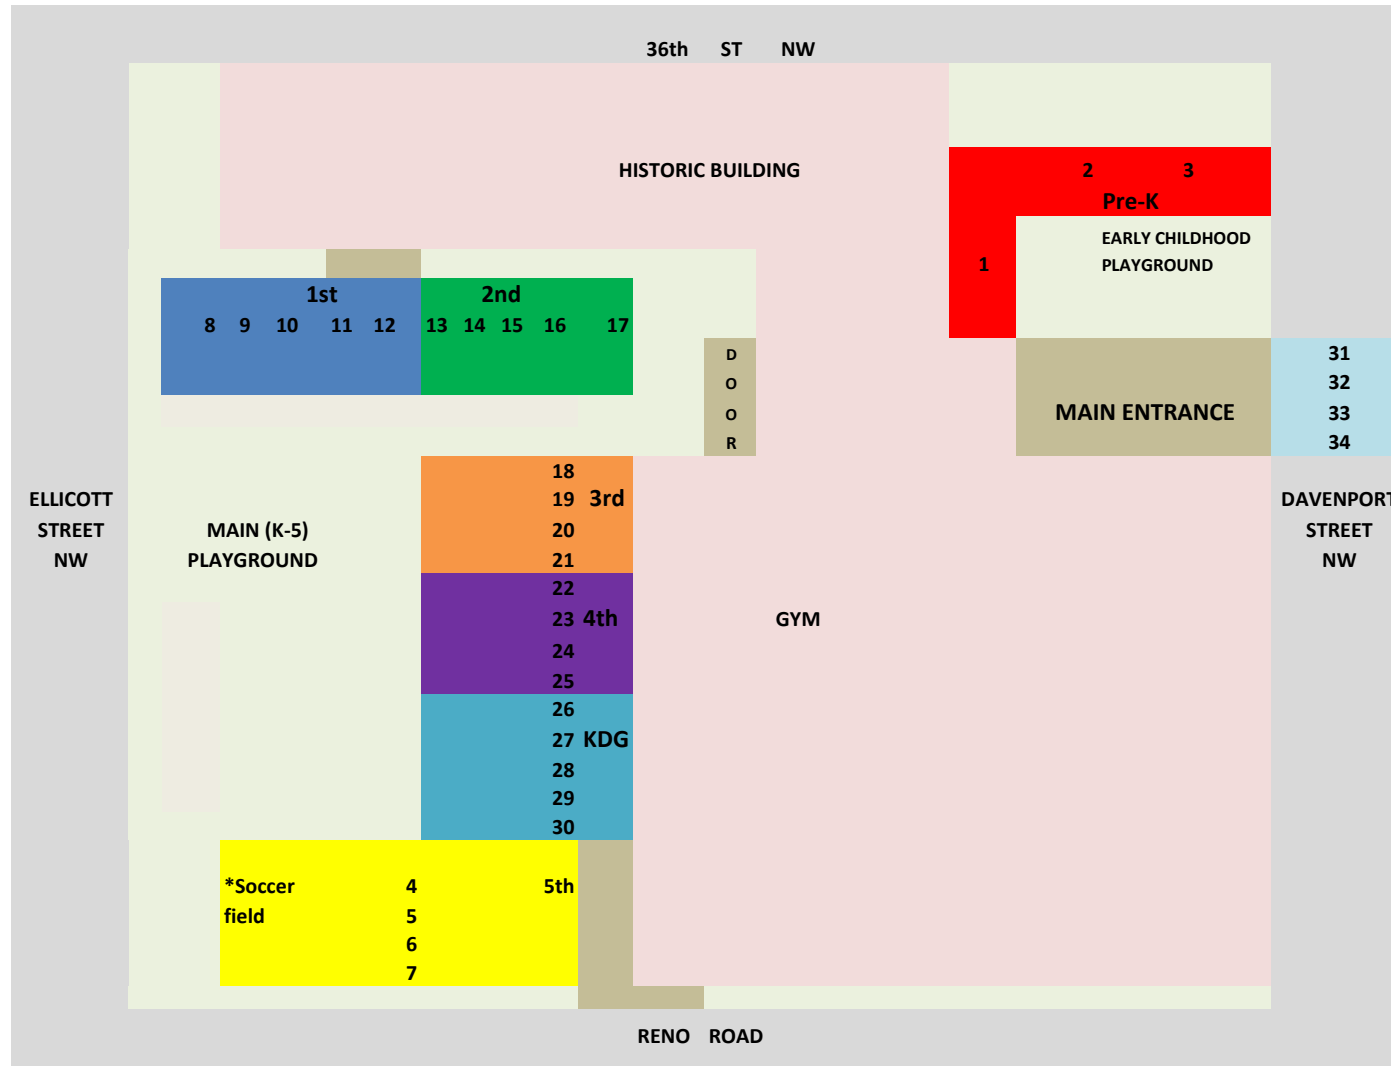 36th ST NW
HISTORIC BUILDING
2 3
Pre-K
EARLY CHILDHOOD
1 PLAYGROUND
1st 2nd
8 9 10 11 12 13 14 15 16 17
D
O
O
R
MAIN ENTRANCE
31
32
33
34
ELLICOTT
STREET
NW
MAIN (K-5)
PLAYGROUND
18
19 3rd
20
21
22
23 4th
24
25
26
27 KDG
28
29
30
GYM
DAVENPORT
STREET
NW
*Soccer 4 5th
field 5
6
7
RENO ROAD